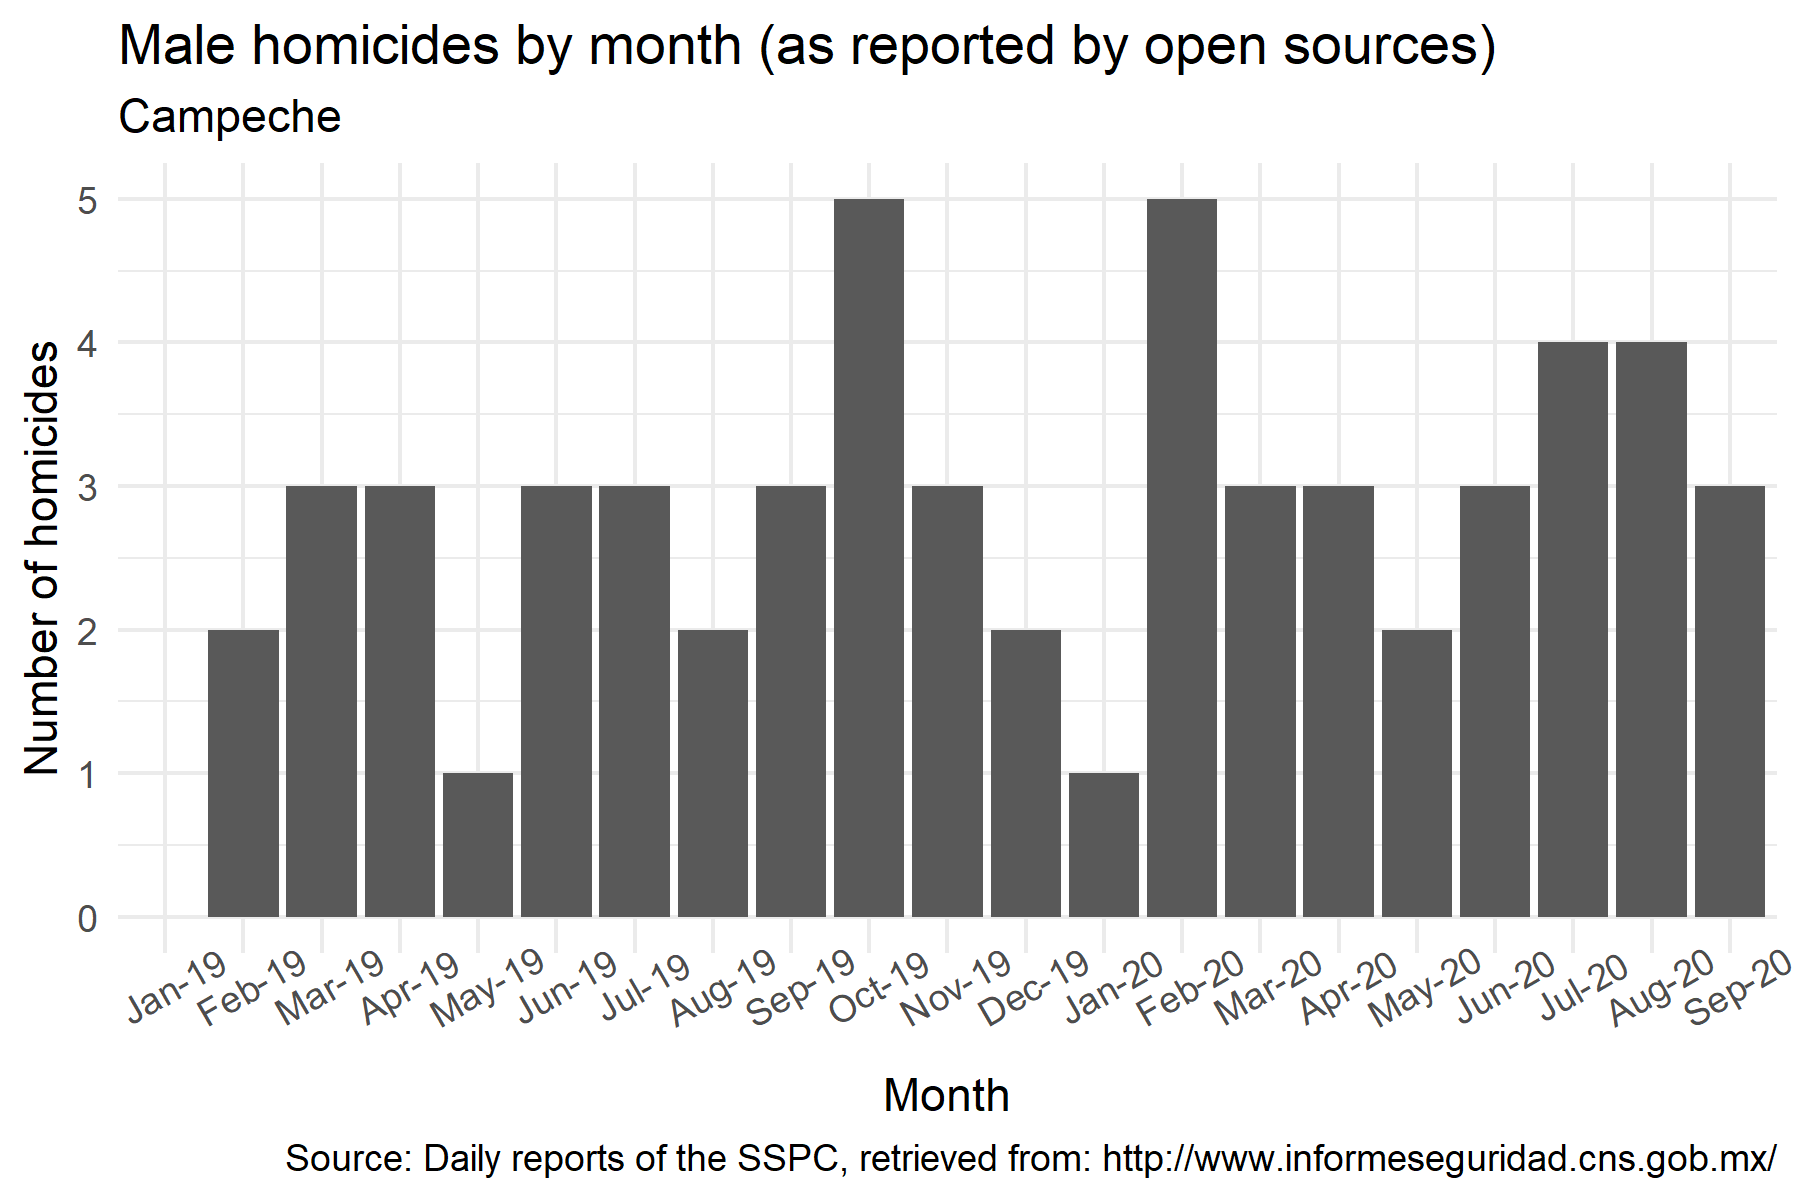 Male homicides by month (as reported by open sources)
Campeche
Number of homicides
5
4
3
2
1
0
Jan-19
Feb-19
Mar-19
Apr-19
May-19
Jun-19
Jul-19
Aug-19
Sep-19
Oct-19
Nov-19
Dec-19
Jan-20
Feb-20
Mar-20
Apr-20
May-20
Jun-20
Jul-20
Aug-20
Sep-20
Month
Source: Daily reports of the SSPC, retrieved from: http://www.informeseguridad.cns.gob.mx/